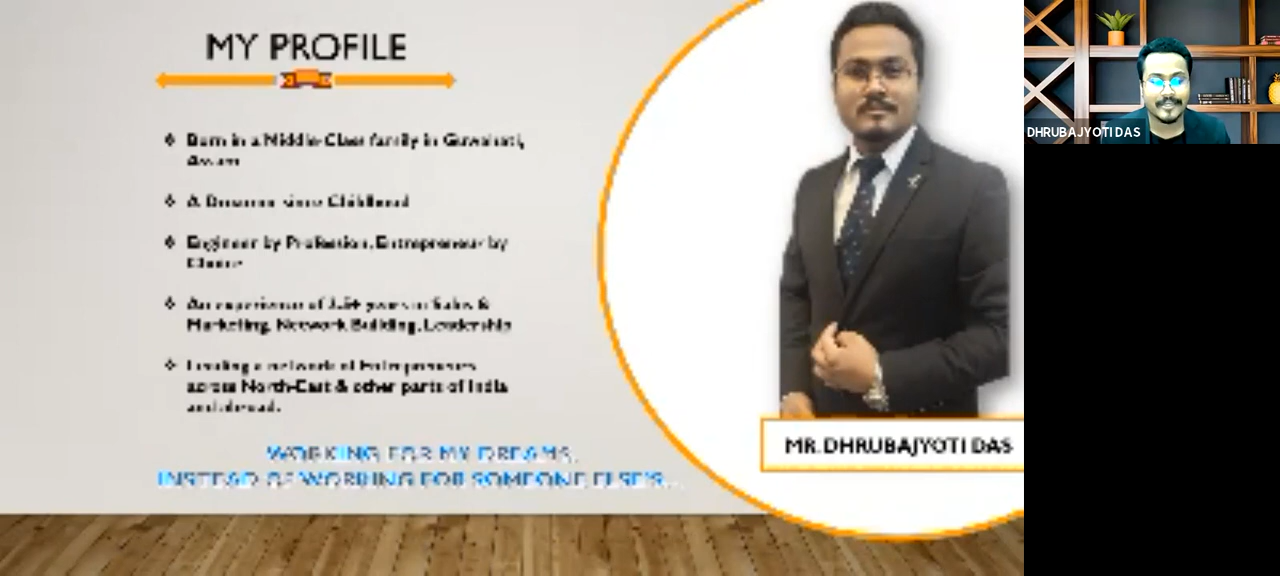 MY PROFILE
Born in a Middle-Class family in Guwahati,
Assam
A Dreamer since Childhood
Engineer by Profession, Entrepreneur by
Choice
An experience of 3.5+ years in Sales &
Marketing, Network Building, Leadership
Leading a network of Entrepreneurs
across North-East & other parts of India
and abroad.
WORKING FOR MY DREAMS,
INSTEAD OF WORKING FOR SOMEONE ELSE'S...
MR. DHRUBAJYOTI DAS
DHRUBAJYOTI DAS